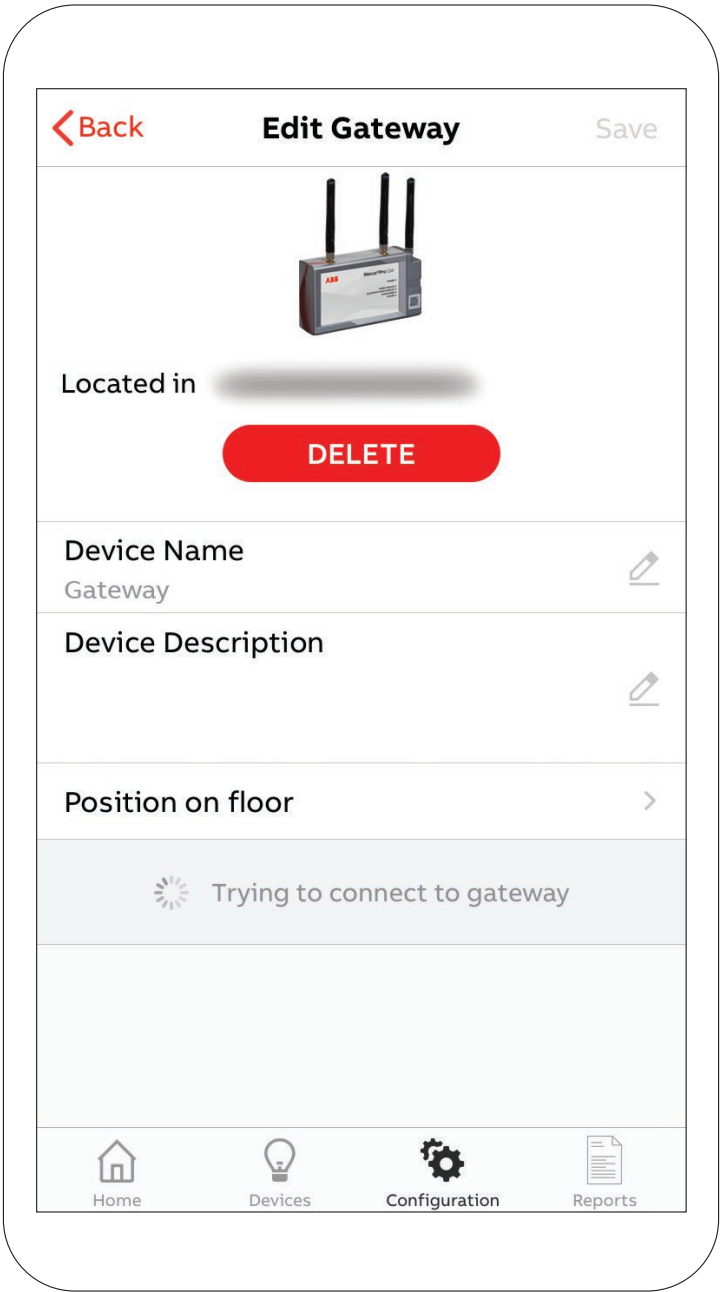 Back
Edit Gateway
Save
ABB
Located in
DELETE
Device Name
Gateway
Device Description
Position on floor
Trying to connect to gateway
Home
Devices
Configuration
Reports